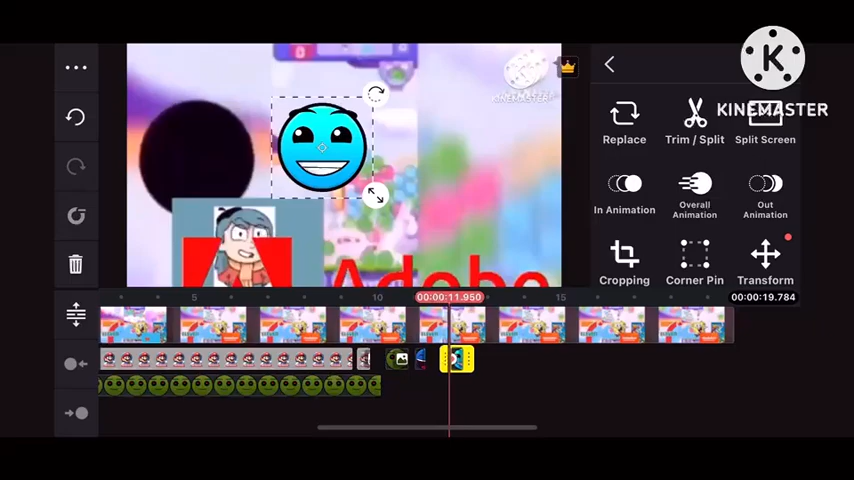 K
KINEMASTER
KINEMASTER
Replace
Trim / Split
Split Screen
In Animation
Overall
Animation
Out
Animation
Cropping
Corner Pin
Transform
Adobe
5
10
00:00:11.950
15
00:00:19.784